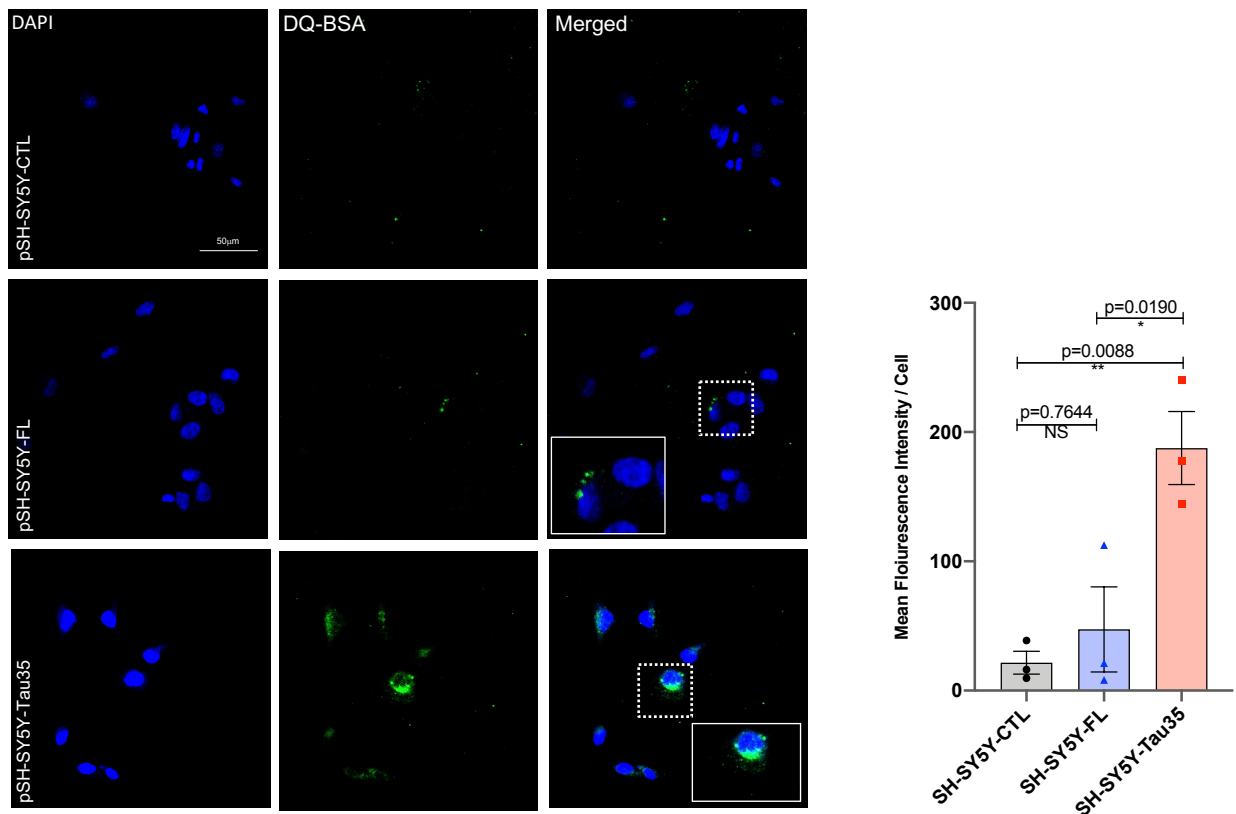 DAPI
DQ-BSA
Merged
pSH-SY5Y-CTL
50μm
pSH-SY5Y-FL
pSH-SY5Y-Tau35
Mean Floiurescence Intensity / Cell
300
200
100
0
p=0.0190
*
p=0.0088
**
p=0.7644
NS
SH-SY5Y-CTL
SH-SY5Y-FL
SH-SY5Y-Tau35